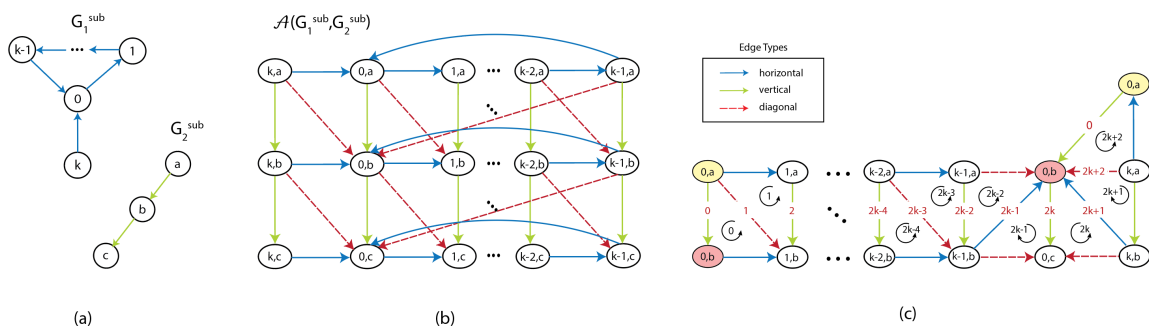 G₁ˢᵘᵇ
k-1 ... 1
0
k
G₂ˢᵘᵇ
a
b
c
(a)
𝒜(G₁ˢᵘᵇ,G₂ˢᵘᵇ)
k,a 0,a 1,a ... k-2,a k-1,a
k,b 0,b 1,b ... k-2,b k-1,b
k,c 0,c 1,c ... k-2,c k-1,c
(b)
Edge Types
horizontal
vertical
diagonal
0,a
0 2k+2
0,a 1,a ... k-2,a k-1,a 0,b 2k+2 k,a
1 2k-3 2k-2 2k+1
0 1 2 2k-4 2k-3 2k-2 2k-1 2k 2k+1
0 2k-4 2k-1 2k
0,b 1,b ... k-2,b k-1,b 0,c k,b
(c)